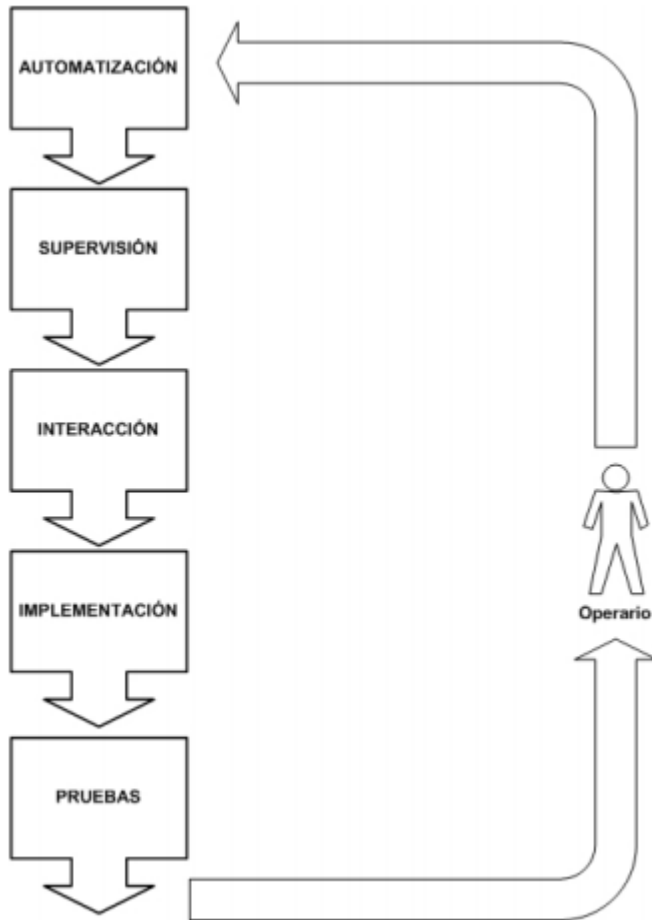 AUTOMATIZACIÓN
SUPERVISIÓN
INTERACCIÓN
IMPLEMENTACIÓN
PRUEBAS
Operario